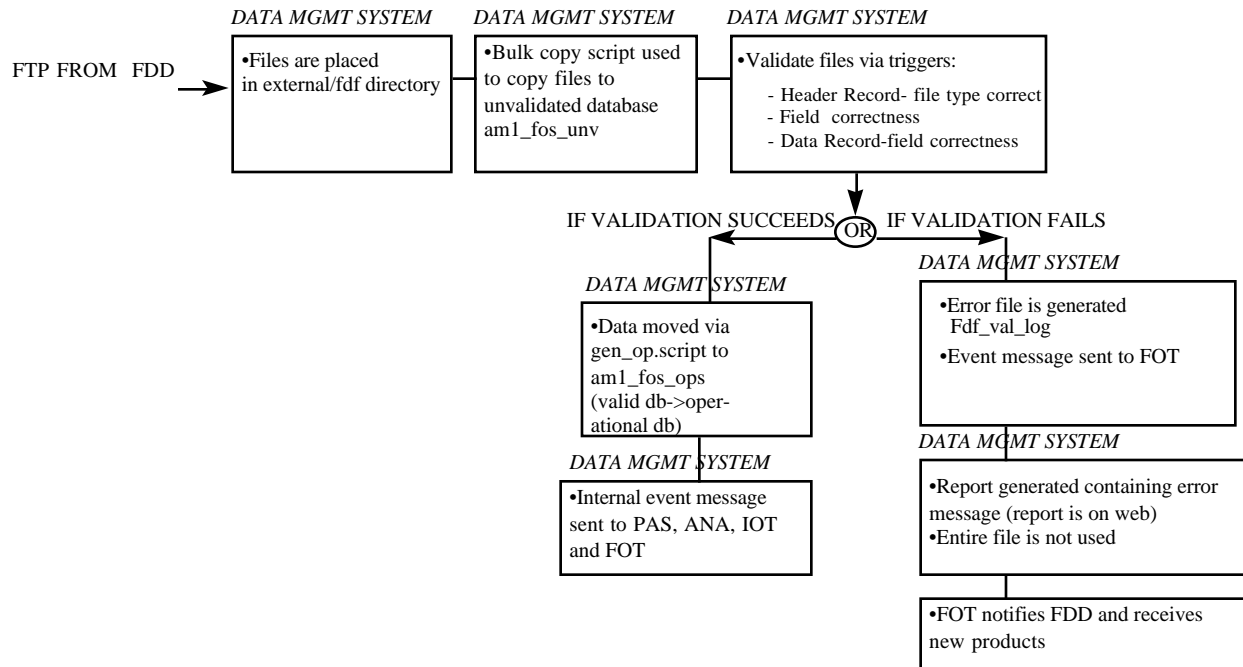 DATA MGMT SYSTEM
DATA MGMT SYSTEM
DATA MGMT SYSTEM
FTP FROM FDD
•Files are placed
in external/fdf directory
•Bulk copy script used
to copy files to
unvalidated database
am1_fos_unv
•Validate files via triggers:
- Header Record- file type correct
- Field correctness
- Data Record-field correctness
IF VALIDATION SUCCEEDS
OR
IF VALIDATION FAILS
DATA MGMT SYSTEM
•Data moved via
gen_op.script to
am1_fos_ops
(valid db->oper-
ational db)
DATA MGMT SYSTEM
•Internal event message
sent to PAS, ANA, IOT
and FOT
DATA MGMT SYSTEM
•Error file is generated
Fdf_val_log
•Event message sent to FOT
DATA MGMT SYSTEM
•Report generated containing error
message (report is on web)
•Entire file is not used
•FOT notifies FDD and receives
new products